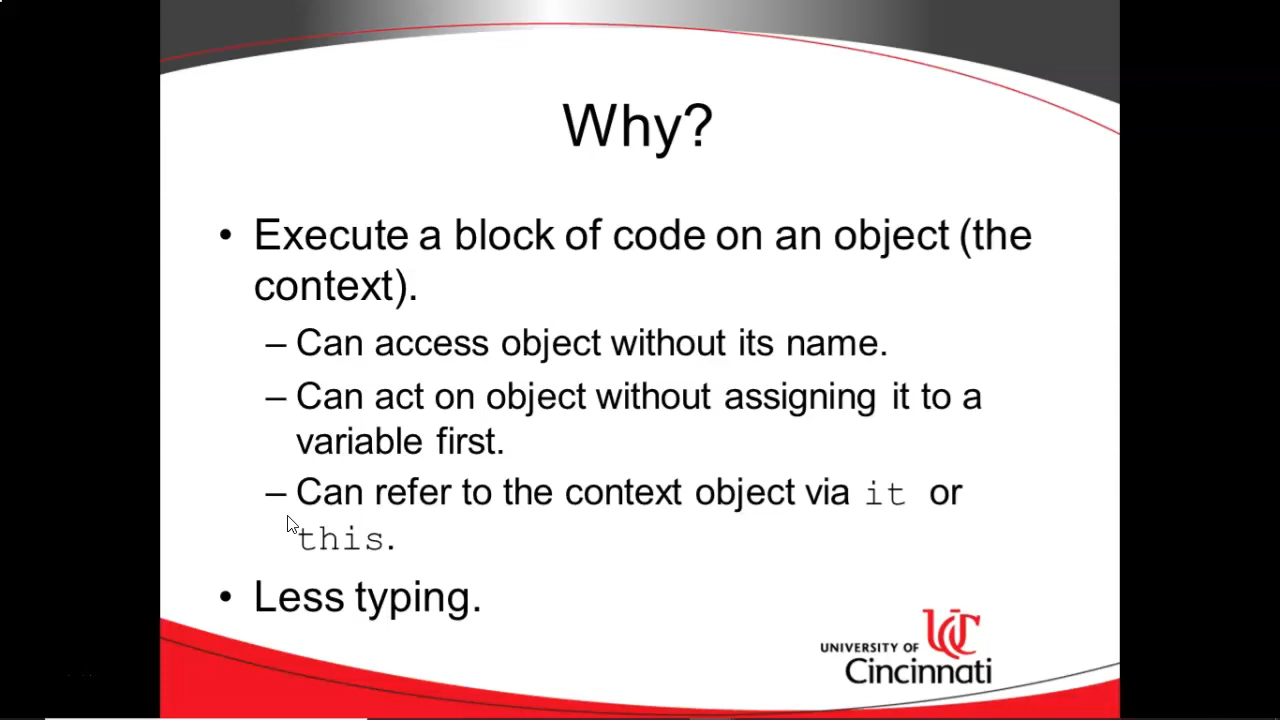 Why?
• Execute a block of code on an object (the
context).
– Can access object without its name.
– Can act on object without assigning it to a
variable first.
– Can refer to the context object via it or
this.
• Less typing.
UC
UNIVERSITY OF
Cincinnati